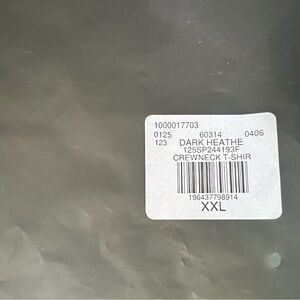 1000017703
0125 60314 0406
123 DARK HEATHE
125SP244193F
CREWNECK T-SHIR
196437798914
XXL